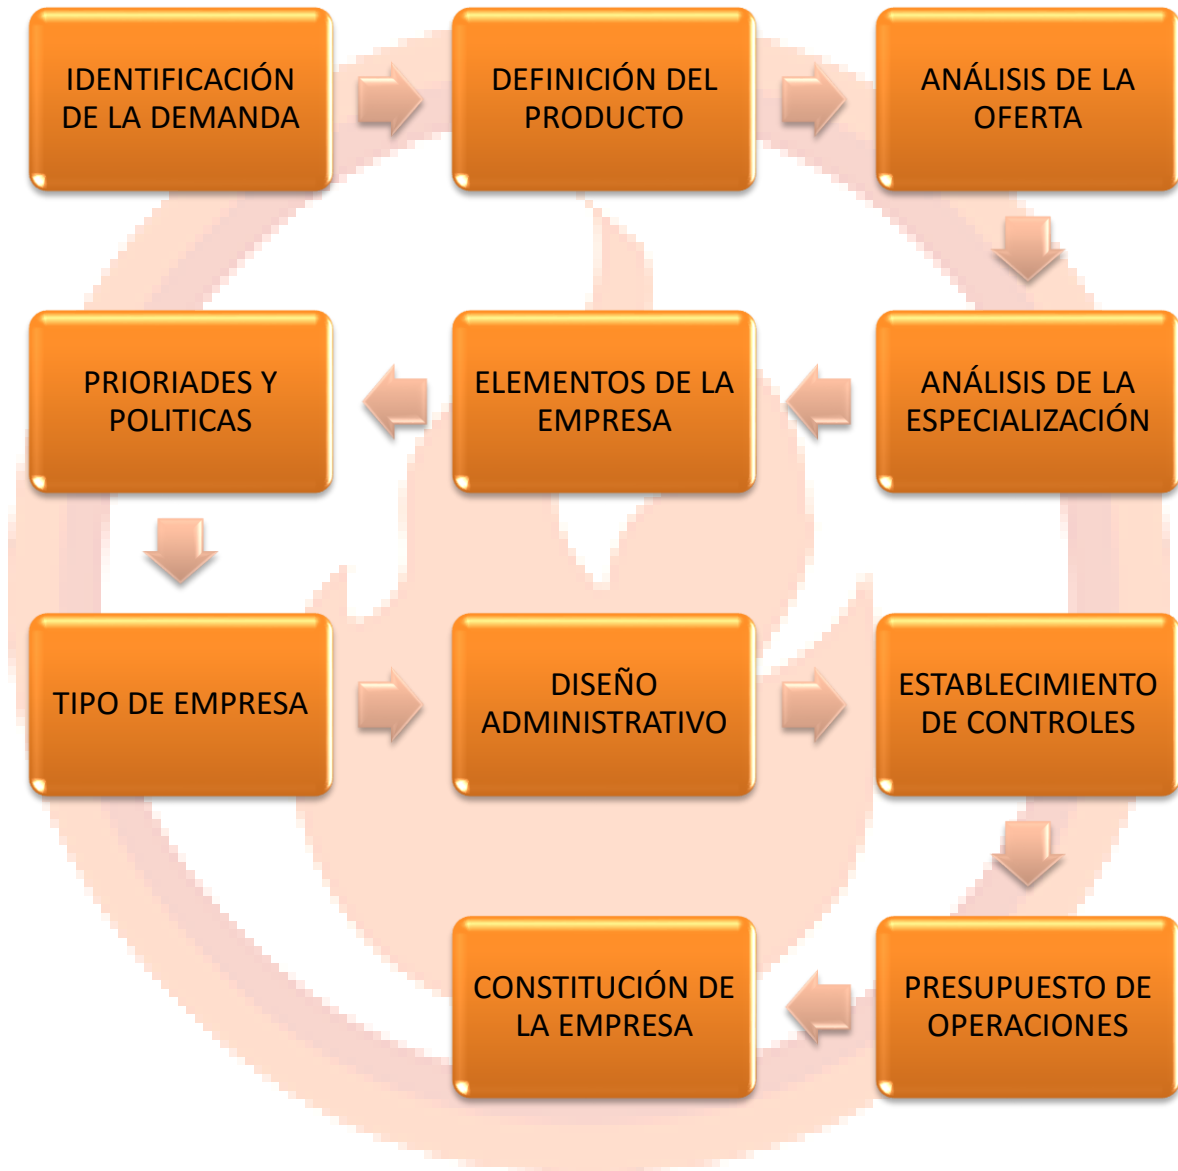 IDENTIFICACIÓN
DE LA DEMANDA
DEFINICIÓN DEL
PRODUCTO
ANÁLISIS DE LA
OFERTA
ANÁLISIS DE LA
ESPECIALIZACIÓN
ELEMENTOS DE LA
EMPRESA
PRIORIADES Y
POLITICAS
TIPO DE EMPRESA
DISEÑO
ADMINISTRATIVO
ESTABLECIMIENTO
DE CONTROLES
PRESUPUESTO DE
OPERACIONES
CONSTITUCIÓN DE
LA EMPRESA